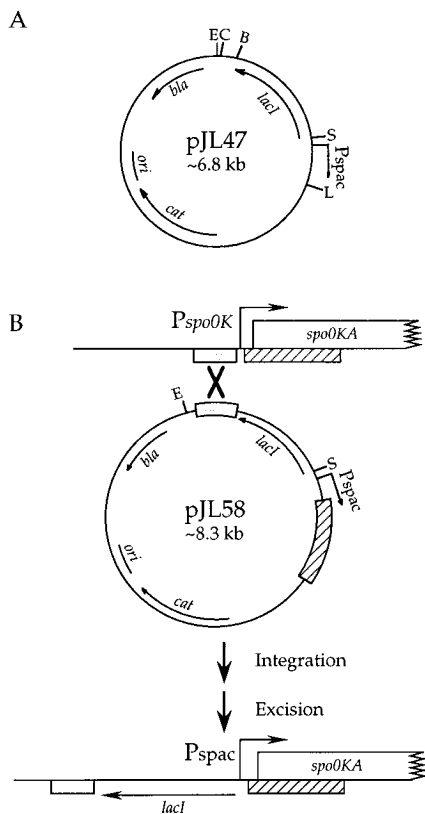 A
EC B
bla
lacI
pJL47
~6.8 kb
S
Pspac
L
ori
cat
B
Pspo0K
spo0KA
E
bla
lacI
S
Pspac
pJL58
~8.3 kb
ori
cat
Integration
Excision
Pspac
spo0KA
lacI